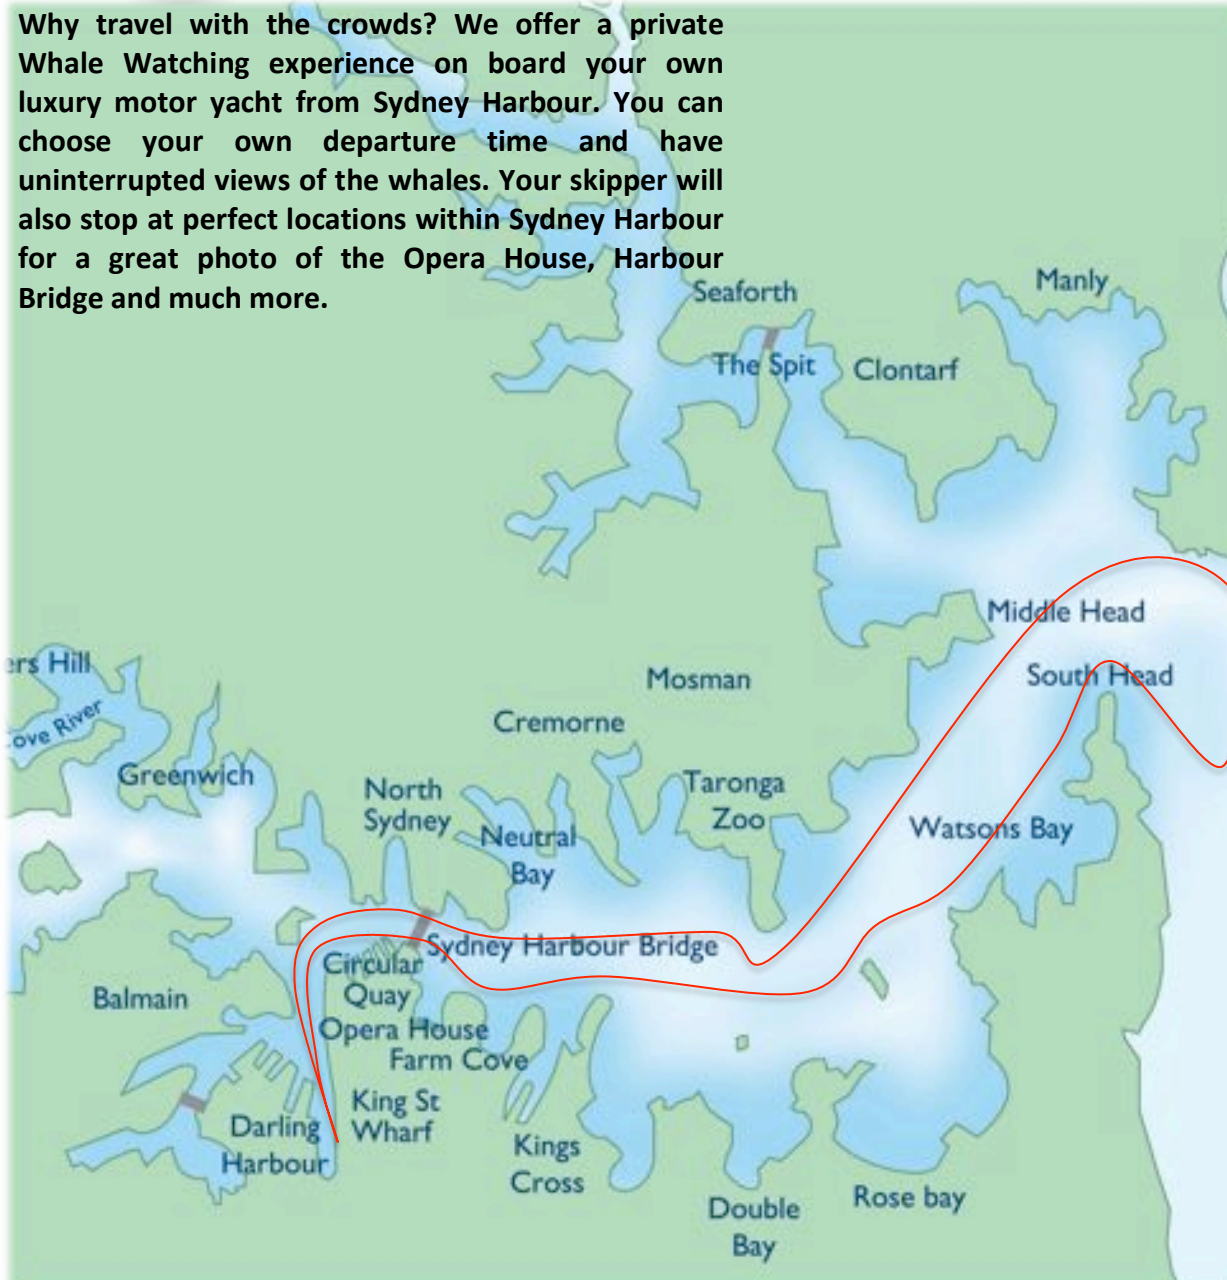 Why travel with the crowds? We offer a private
Whale Watching experience on board your own
luxury motor yacht from Sydney Harbour. You can
choose your own departure time and have
uninterrupted views of the whales. Your skipper will
also stop at perfect locations within Sydney Harbour
for a great photo of the Opera House, Harbour
Bridge and much more.
Seaforth
Manly
The Spit
Clontarf
Middle Head
South Head
ers Hill
ove River
Mosman
Cremorne
Greenwich
North
Sydney
Taronga
Zoo
Neutral
Bay
Watsons Bay
Sydney Harbour Bridge
Circular
Quay
Balmain
Opera House
Farm Cove
King St
Wharf
Darling
Harbour
Kings
Cross
Double
Bay
Rose bay